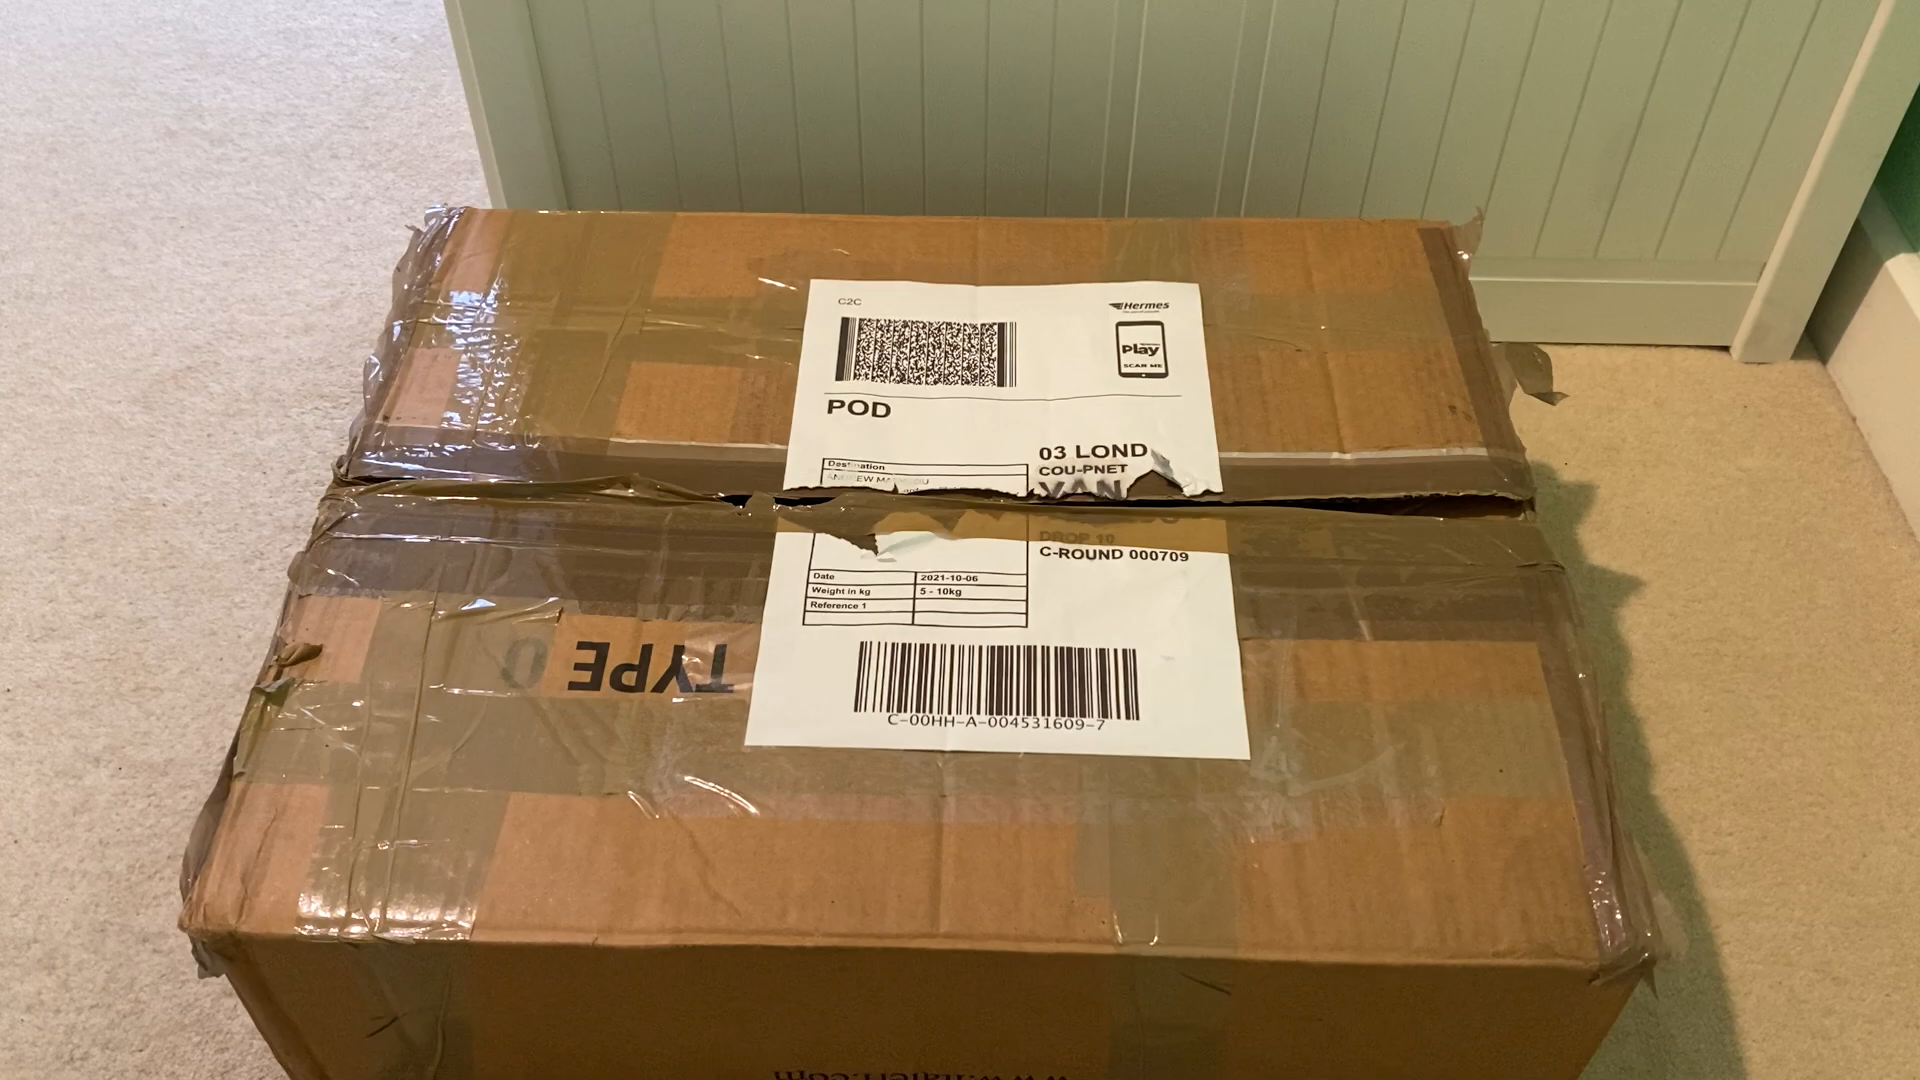 C2C
Hermes
Play
SCAN ME
POD
03 LOND
COU-PNET
VAN
Destination
DROP 10
C-ROUND 000709
Date 2021-10-06
Weight in kg 5 - 10kg
Reference 1
C-00HH-A-004531609-7
TYPE